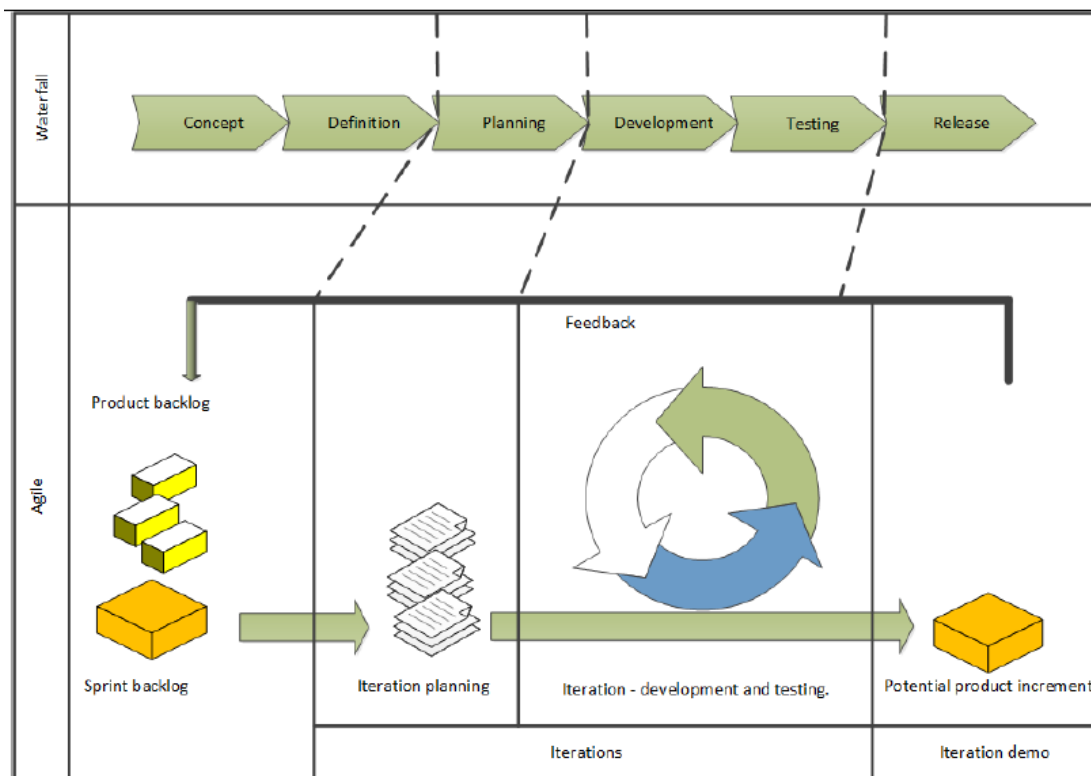 Waterfall
Concept
Definition
Planning
Development
Testing
Release
Agile
Feedback
Product backlog
Sprint backlog
Iteration planning
Iteration - development and testing.
Potential product increment
Iterations
Iteration demo